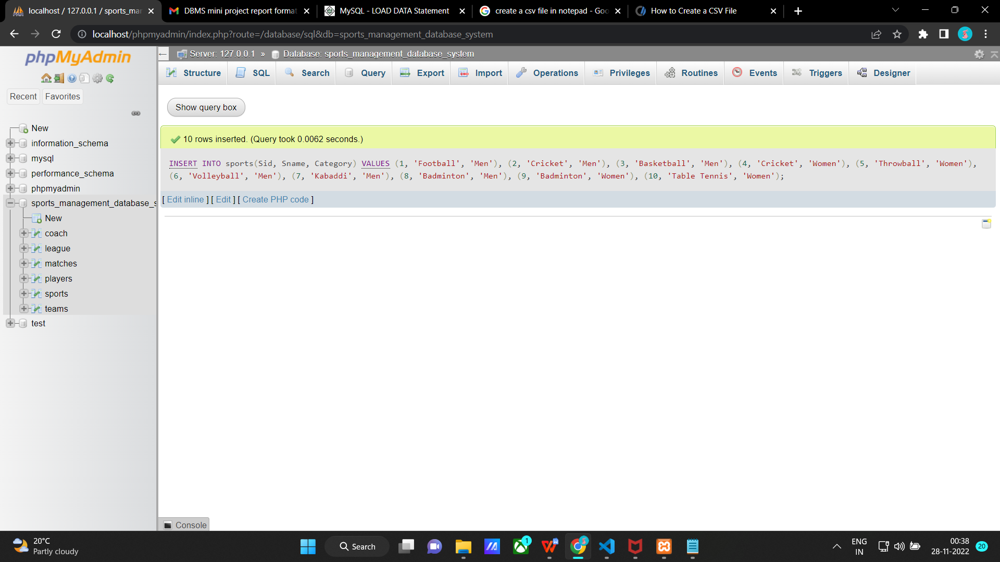 localhost / 127.0.0.1 / sports_mar
DBMS mini project report format
MySQL - LOAD DATA Statement
create a csv file in notepad - Goo
How to Create a CSV File
localhost/phpmyadmin/index.php?route=/database/sql&db=sports_management_database_system
phpMyAdmin
Server: 127.0.0.1 » Database: sports_management_database_system
Structure SQL Search Query Export Import Operations Privileges Routines Events Triggers Designer
Recent Favorites
New
information_schema
mysql
performance_schema
phpmyadmin
sports_management_database_s
New
coach
league
matches
players
sports
teams
test
Show query box
10 rows inserted. (Query took 0.0062 seconds.)
INSERT INTO sports(Sid, Sname, Category) VALUES (1, 'Football', 'Men'), (2, 'Cricket', 'Men'), (3, 'Basketball', 'Men'), (4, 'Cricket', 'Women'), (5, 'Throwball', 'Women'),
(6, 'Volleyball', 'Men'), (7, 'Kabaddi', 'Men'), (8, 'Badminton', 'Men'), (9, 'Badminton', 'Women'), (10, 'Table Tennis', 'Women');
[ Edit inline ] [ Edit ] [ Create PHP code ]
Console
20°C
Partly cloudy
Search
1
ENG
IN
00:38
28-11-2022
20